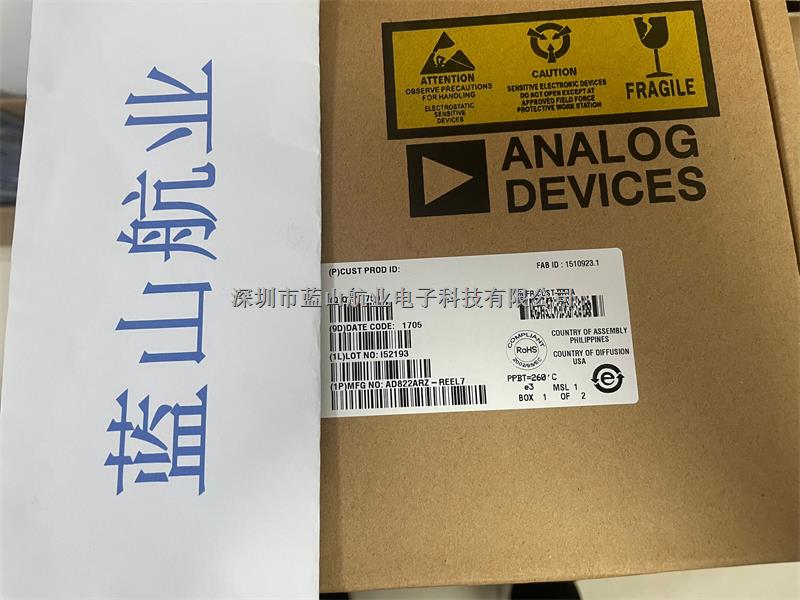 蓝山航业
ATTENTION
OBSERVE PRECAUTIONS
FOR HANDLING
ELECTROSTATIC
SENSITIVE
DEVICES
CAUTION
SENSITIVE ELECTRONIC DEVICES
DO NOT OPEN EXCEPT AT
APPROVED FIELD FORCE
PROTECTIVE WORK STATION
FRAGILE
ANALOG
DEVICES
(P)CUST PROD ID:
FAB ID : 1510923.1
深圳市蓝山航业电子科技有限公司
(9D)DATE CODE: 1705
(1L)LOT NO: I52193
(1P)MFG NO: AD822ARZ-REEL7
COMPLIANT
RoHS
2002/95/EC
COUNTRY OF ASSEMBLY
PHILIPPINES
COUNTRY OF DIFFUSION
USA
PPBT=260'C
e3 MSL 1
BOX 1 OF 2
e